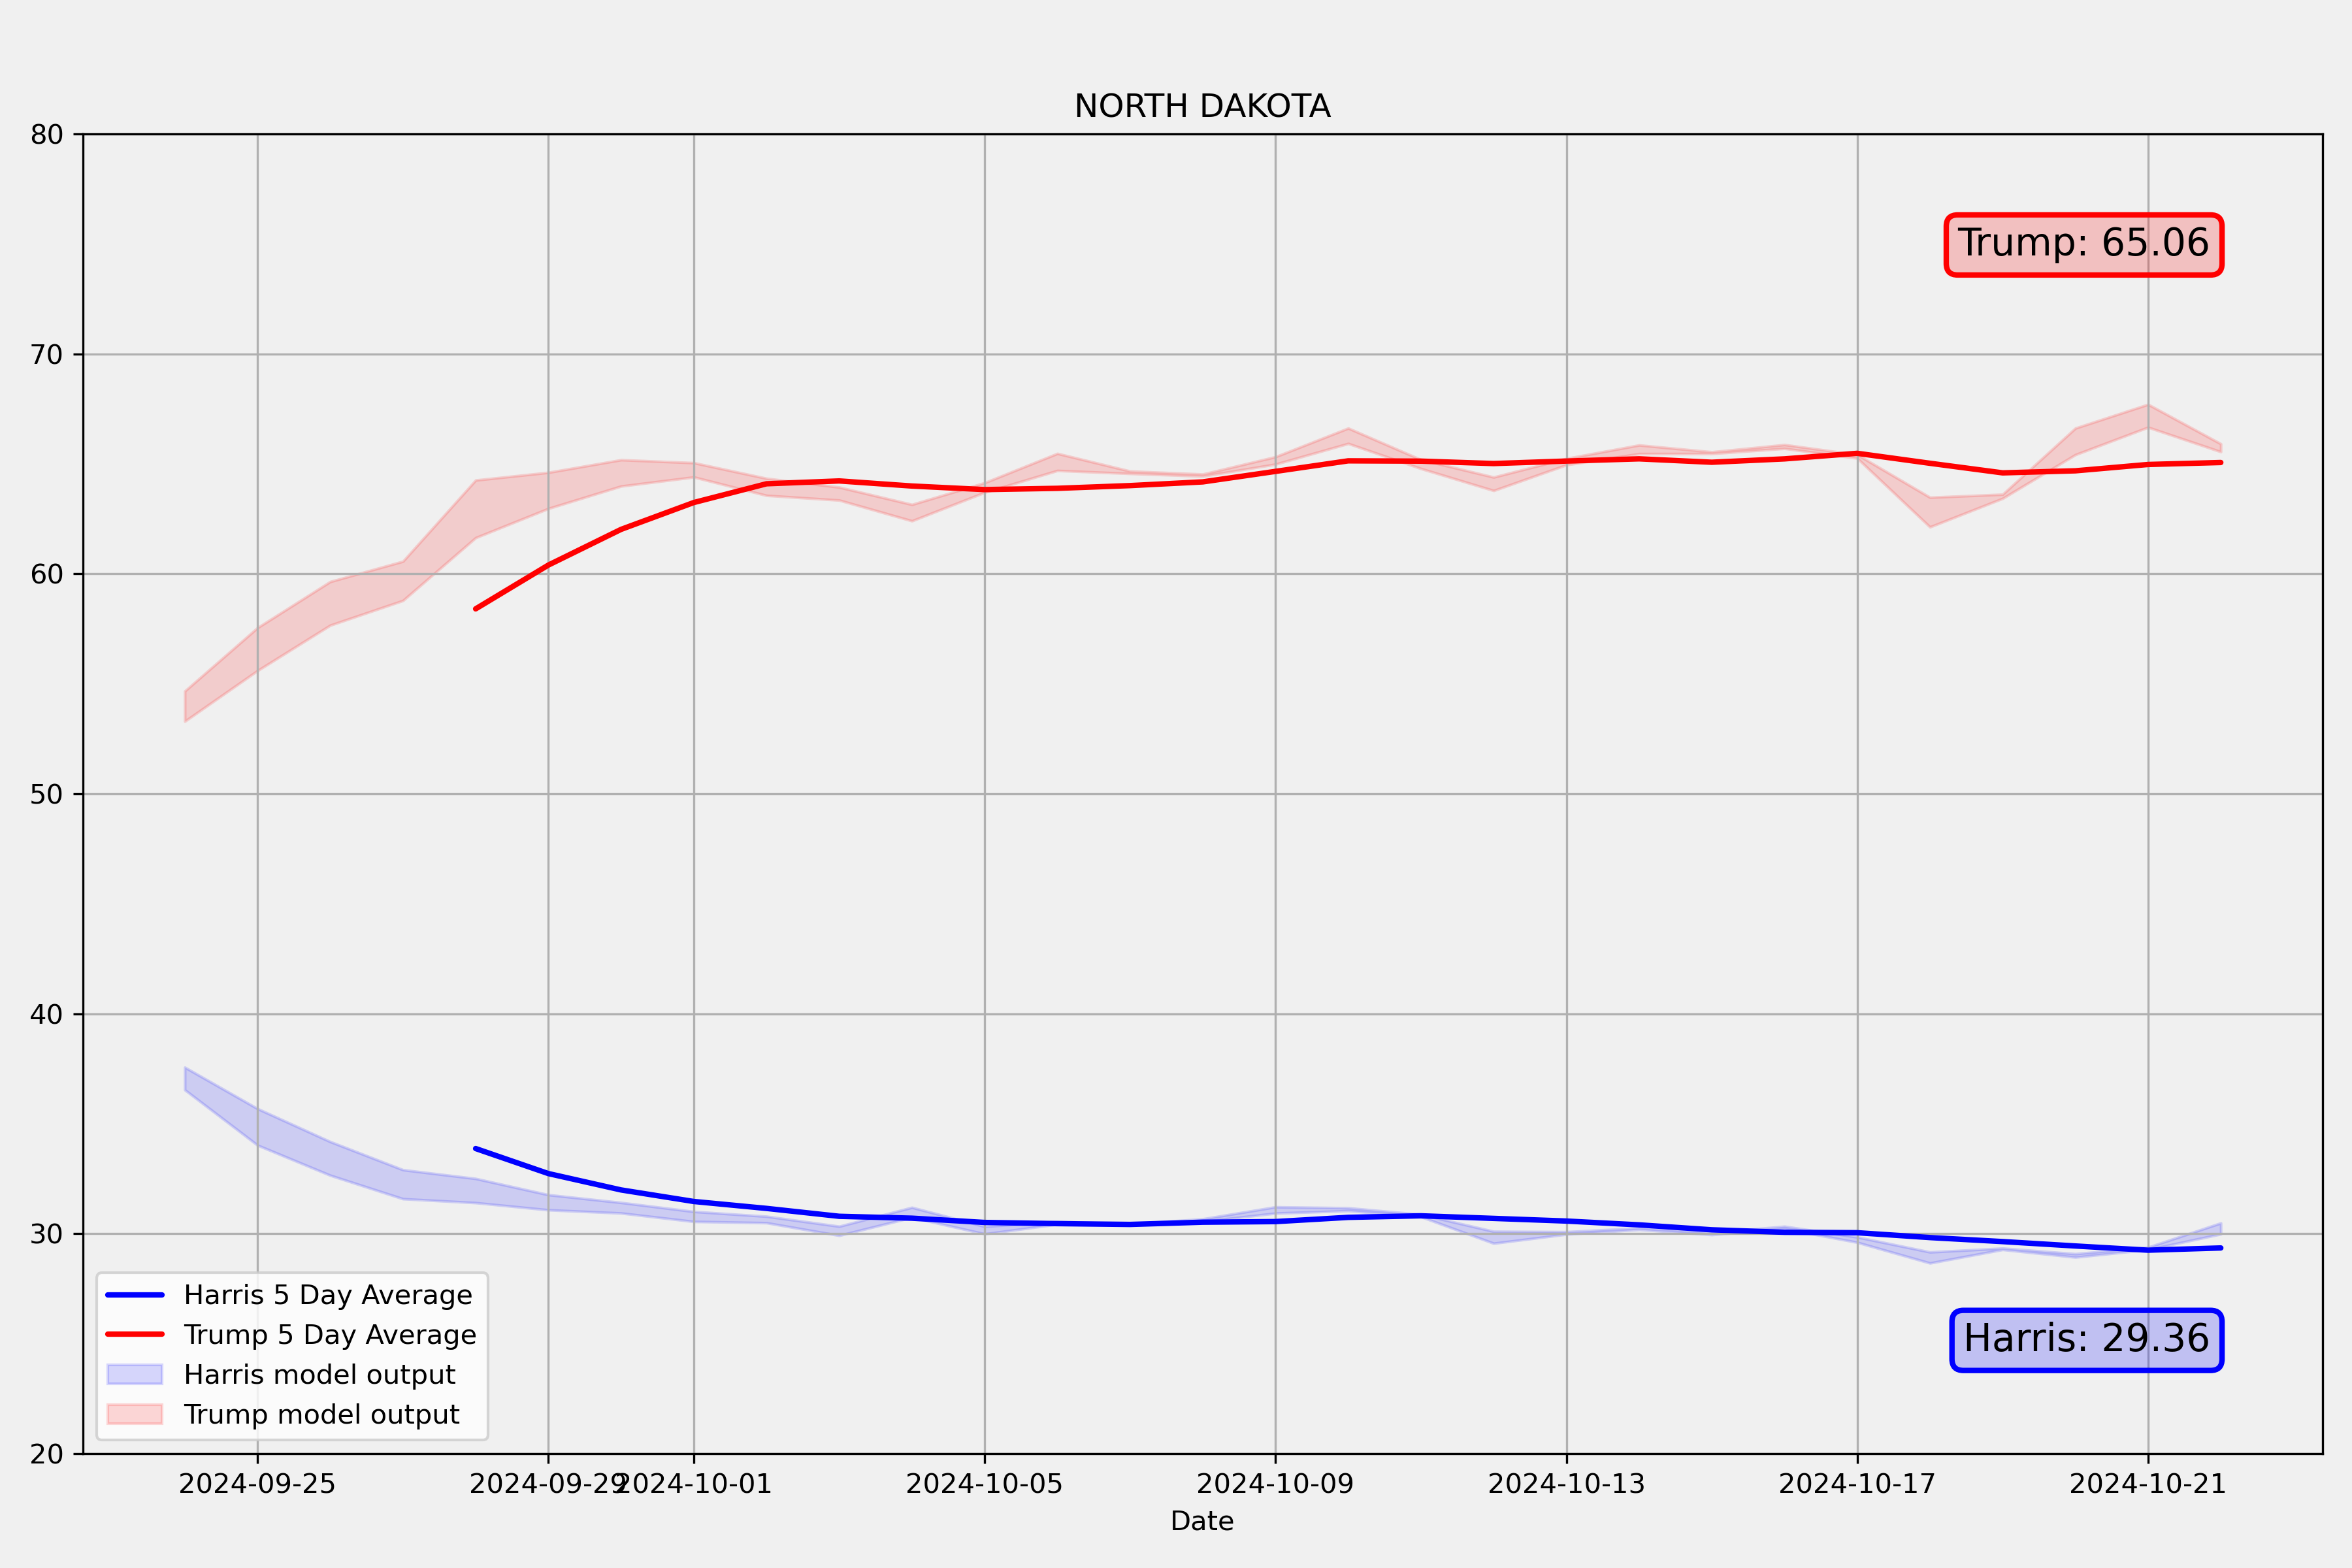 NORTH DAKOTA
80
70
60
50
40
30
20
Trump: 65.06
Harris: 29.36
Harris 5 Day Average
Trump 5 Day Average
Harris model output
Trump model output
2024-09-25 2024-09-29 2024-10-01 2024-10-05 2024-10-09 2024-10-13 2024-10-17 2024-10-21
Date